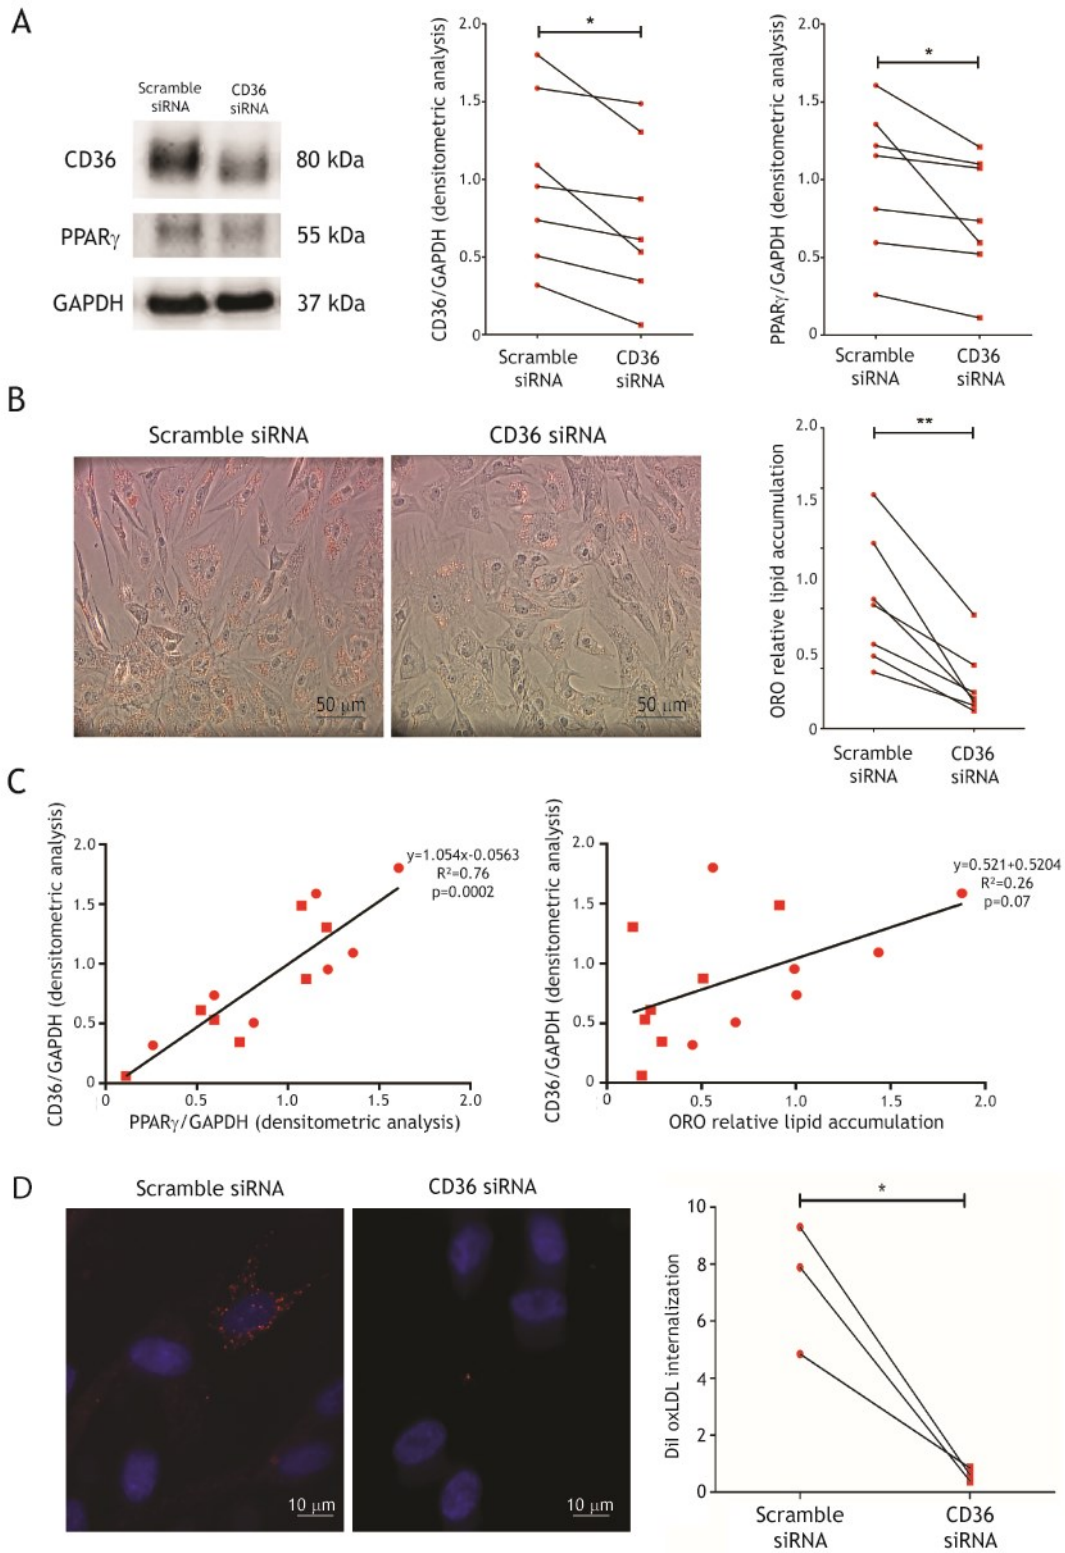 A
Scramble
siRNA
CD36
siRNA
CD36
80 kDa
PPARγ
55 kDa
GAPDH
37 kDa
CD36/GAPDH (densitometric analysis)
2.0
1.5
1.0
0.5
0
*
Scramble
siRNA
CD36
siRNA
PPARγ/GAPDH (densitometric analysis)
2.0
1.5
1.0
0.5
0
*
Scramble
siRNA
CD36
siRNA
B
Scramble siRNA
CD36 siRNA
50 μm
50 μm
ORO relative lipid accumulation
2.0
1.5
1.0
0.5
0
**
Scramble
siRNA
CD36
siRNA
C
CD36/GAPDH (densitometric analysis)
2.0
1.5
1.0
0.5
0
y=1.054x-0.0563
R²=0.76
p=0.0002
0 0.5 1.0 1.5 2.0
PPARγ/GAPDH (densitometric analysis)
CD36/GAPDH (densitometric analysis)
2.0
1.5
1.0
0.5
0
y=0.521+0.5204
R²=0.26
p=0.07
0 0.5 1.0 1.5 2.0
ORO relative lipid accumulation
D
Scramble siRNA
CD36 siRNA
10 μm
10 μm
DiI oxLDL internalization
10
8
6
4
2
0
*
Scramble
siRNA
CD36
siRNA